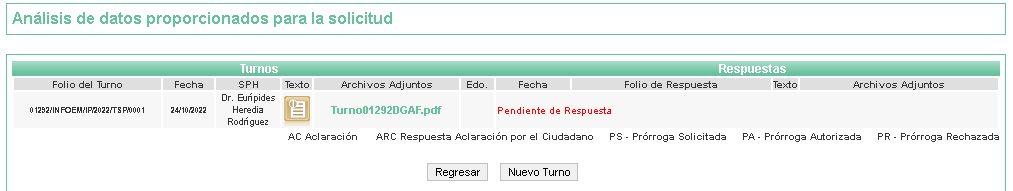 Análisis de datos proporcionados para la solicitud
Turnos Respuestas
Folio del Turno Fecha SPH Texto Archivos Adjuntos Edo. Fecha Folio de Respuesta Texto Archivos Adjuntos
01292/INFOEM/IP/2022/TSP/0001 24/10/2022 Dr. Eurípides Heredia Rodríguez Turno01292DGAF.pdf Pendiente de Respuesta
AC Aclaración ARC Respuesta Aclaración por el Ciudadano PS - Prórroga Solicitada PA - Prórroga Autorizada PR - Prórroga Rechazada
Regresar Nuevo Turno